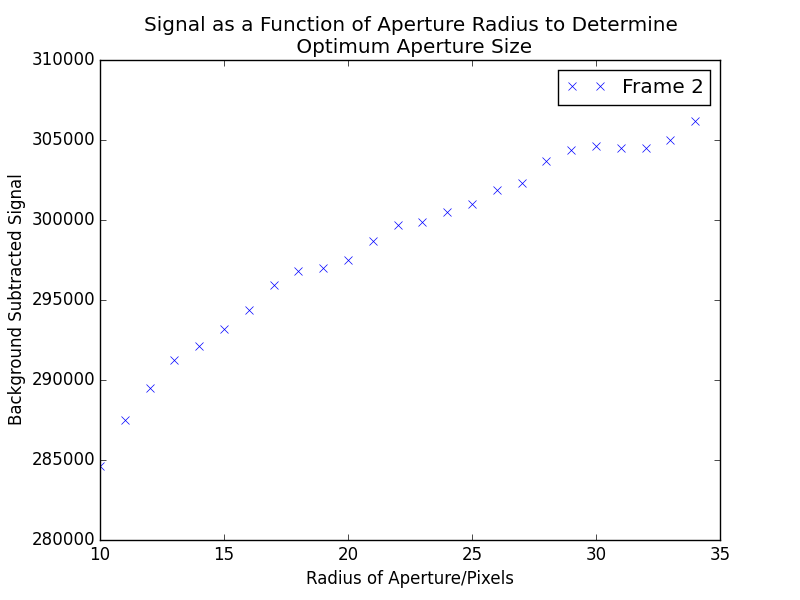 Signal as a Function of Aperture Radius to Determine
Optimum Aperture Size
Frame 2
Background Subtracted Signal
310000
305000
300000
295000
290000
285000
280000
10 15 20 25 30 35
Radius of Aperture/Pixels